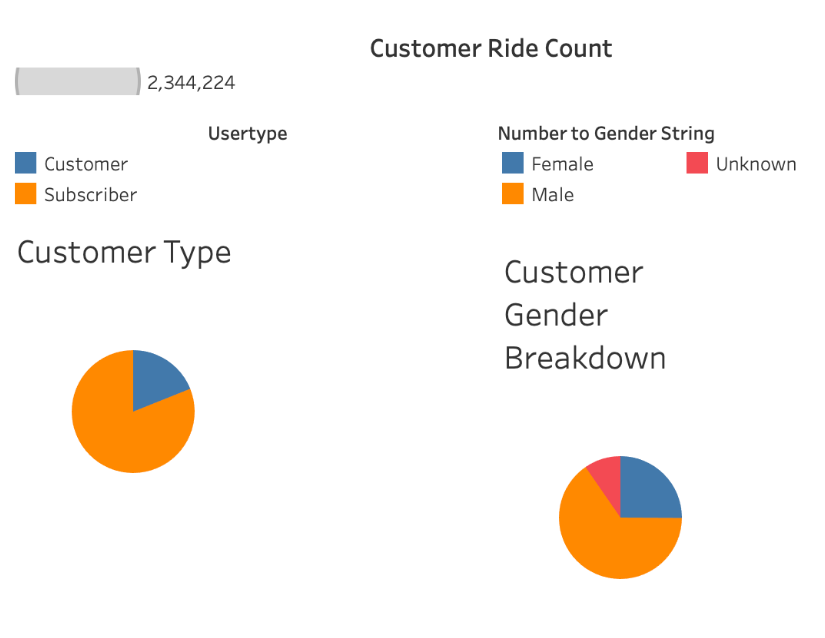 Customer Ride Count
2,344,224
Usertype
Customer
Subscriber
Number to Gender String
Female
Unknown
Male
Customer Type
Customer
Gender
Breakdown